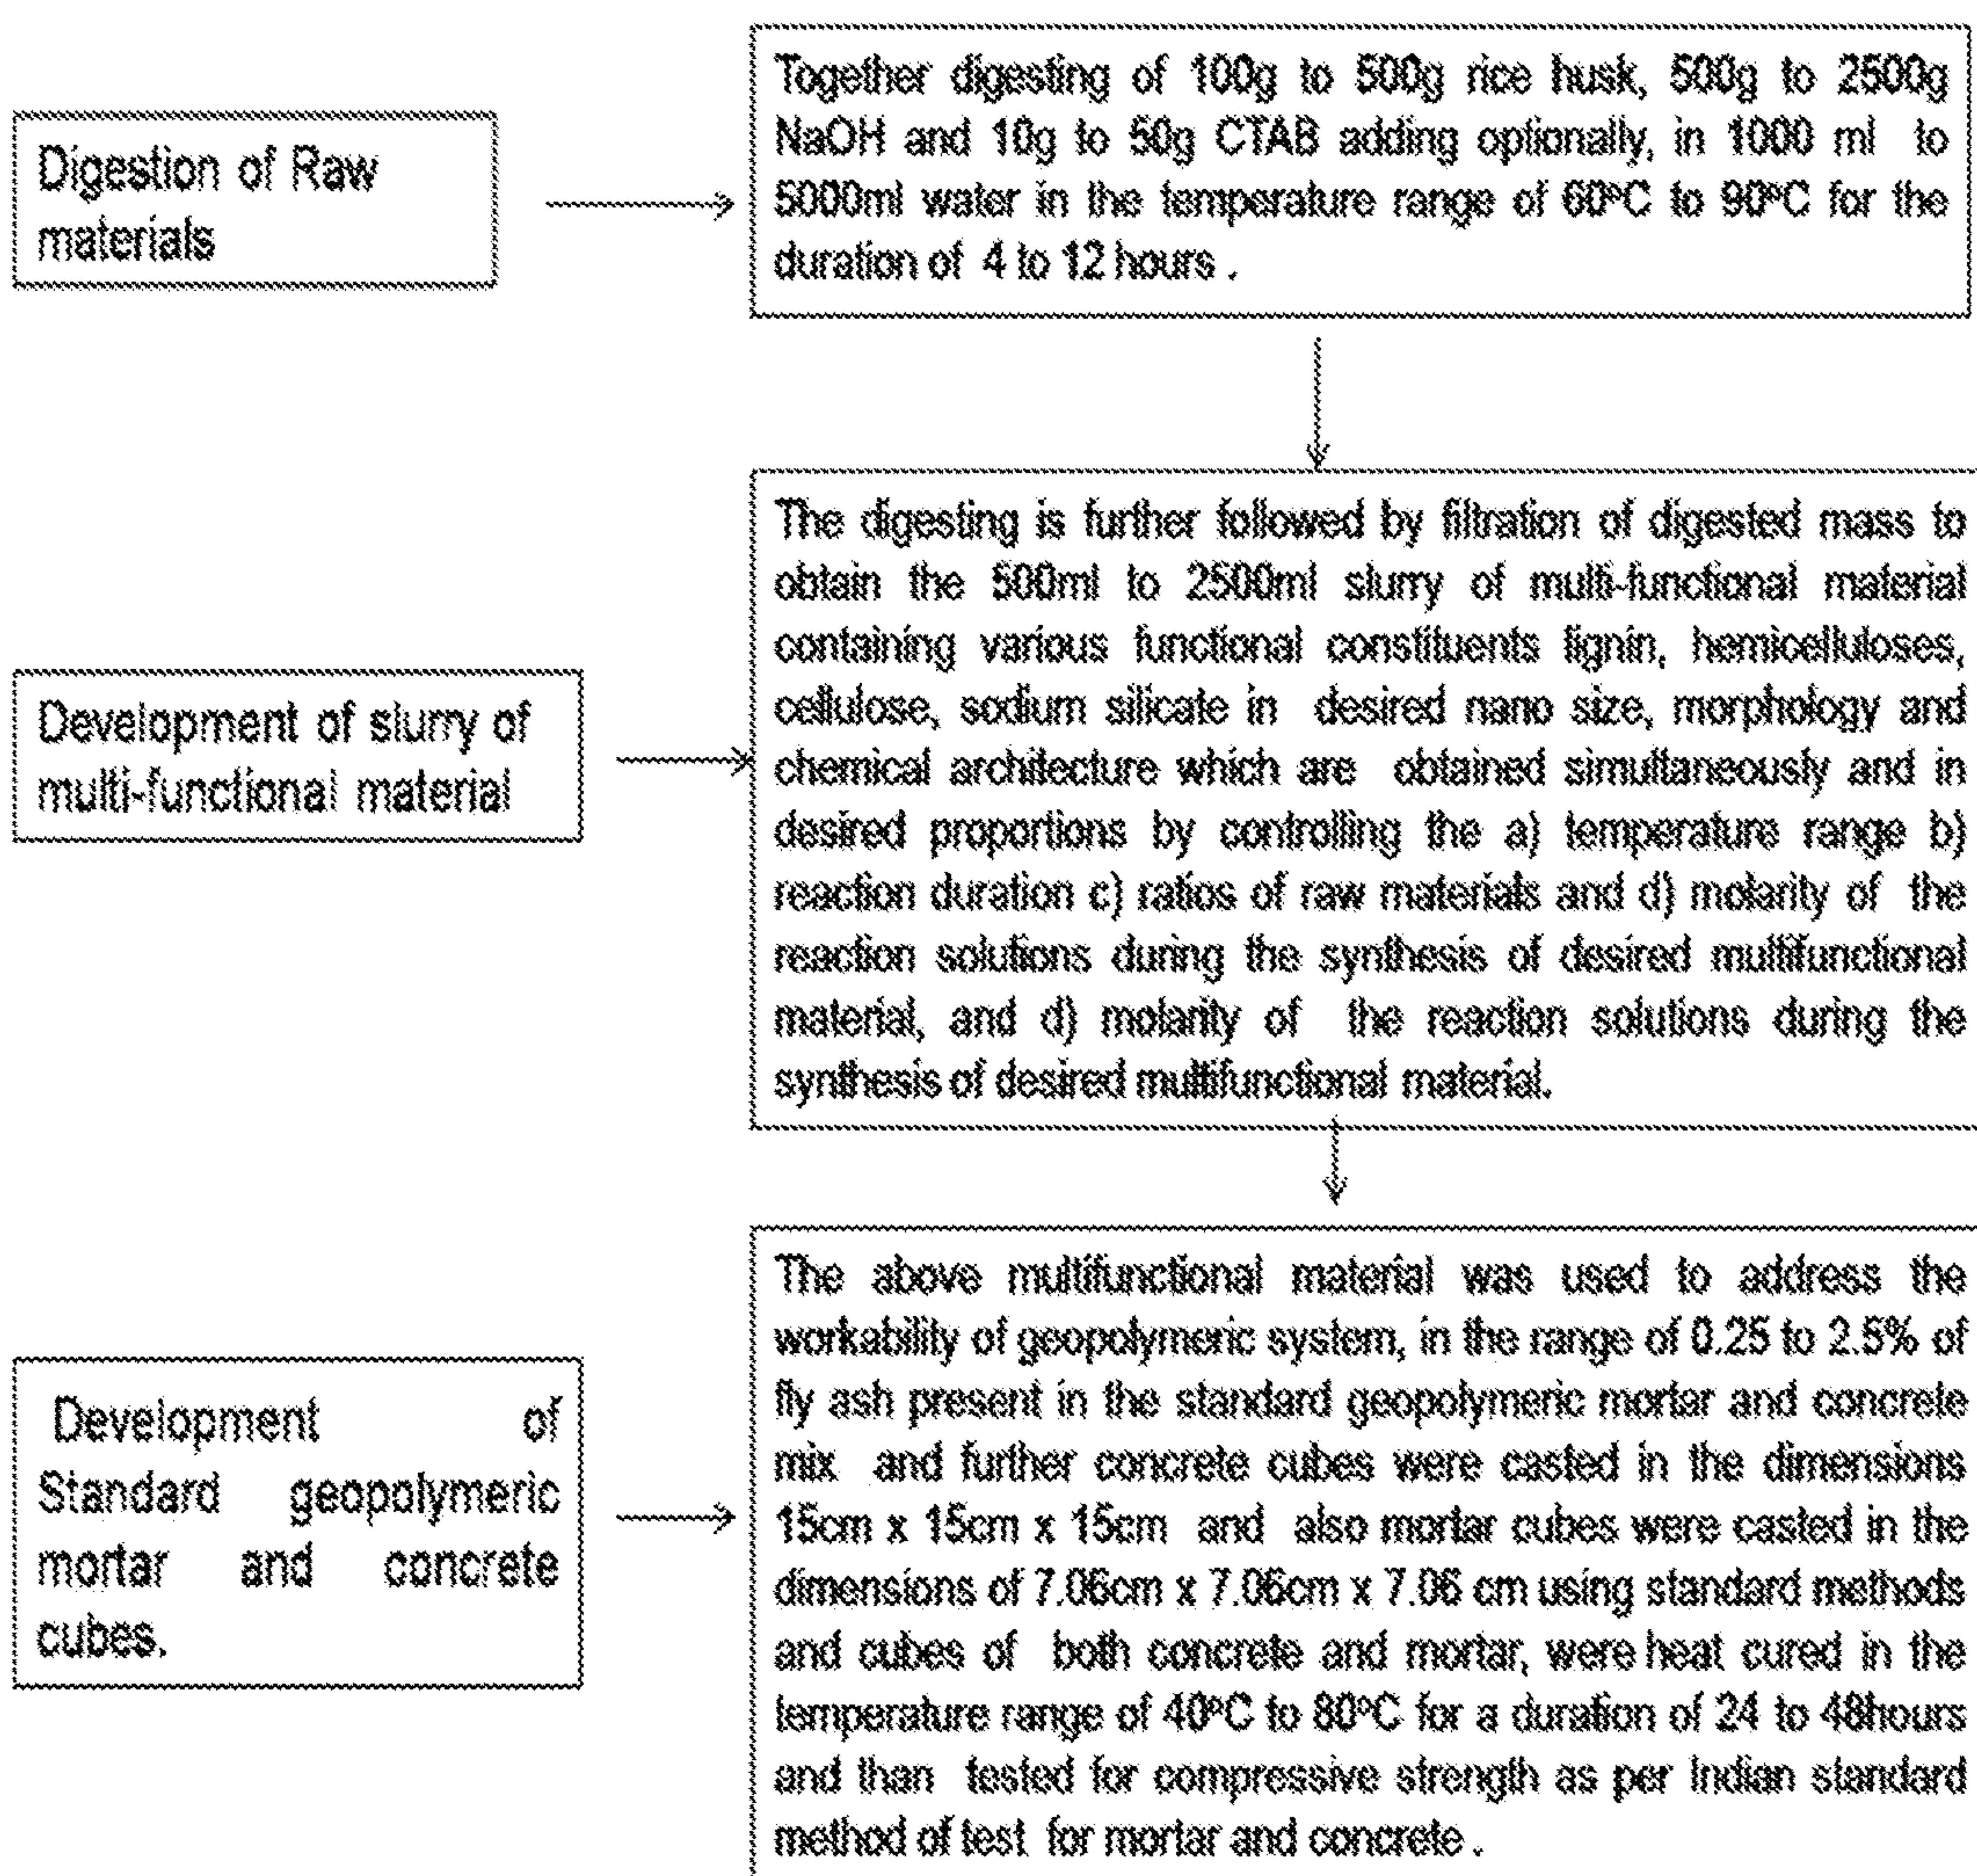 Digestion of Raw
materials
Together digesting of 100g to 500g rice husk, 500g to 2500g
NaOH and 10g to 50g CTAB adding optionally, in 1000 ml to
5000ml water in the temperature range of 60ºC to 90ºC for the
duration of 4 to 12 hours .
Development of slurry of
multi-functional material
The digesting is further followed by filtration of digested mass to
obtain the 500ml to 2500ml slurry of multi-functional material
containing various functional constituents lignin, hemicelluloses,
cellulose, sodium silicate in desired nano size, morphology and
chemical architecture which are obtained simultaneously and in
desired proportions by controlling the a) temperature range b)
reaction duration c) ratios of raw materials and d) molarity of the
reaction solutions during the synthesis of desired multifunctional
material, and d) molarity of the reaction solutions during the
synthesis of desired multifunctional material.
Development of
Standard geopolymeric
mortar and concrete
cubes.
The above multifunctional material was used to address the
workability of geopolymeric system, in the range of 0.25 to 2.5% of
fly ash present in the standard geopolymeric mortar and concrete
mix and further concrete cubes were casted in the dimensions
15cm x 15cm x 15cm and also mortar cubes were casted in the
dimensions of 7.06cm x 7.06cm x 7.06 cm using standard methods
and cubes of both concrete and mortar, were heat cured in the
temperature range of 40ºC to 80ºC for a duration of 24 to 48hours
and than tested for compressive strength as per Indian standard
method of test for mortar and concrete .